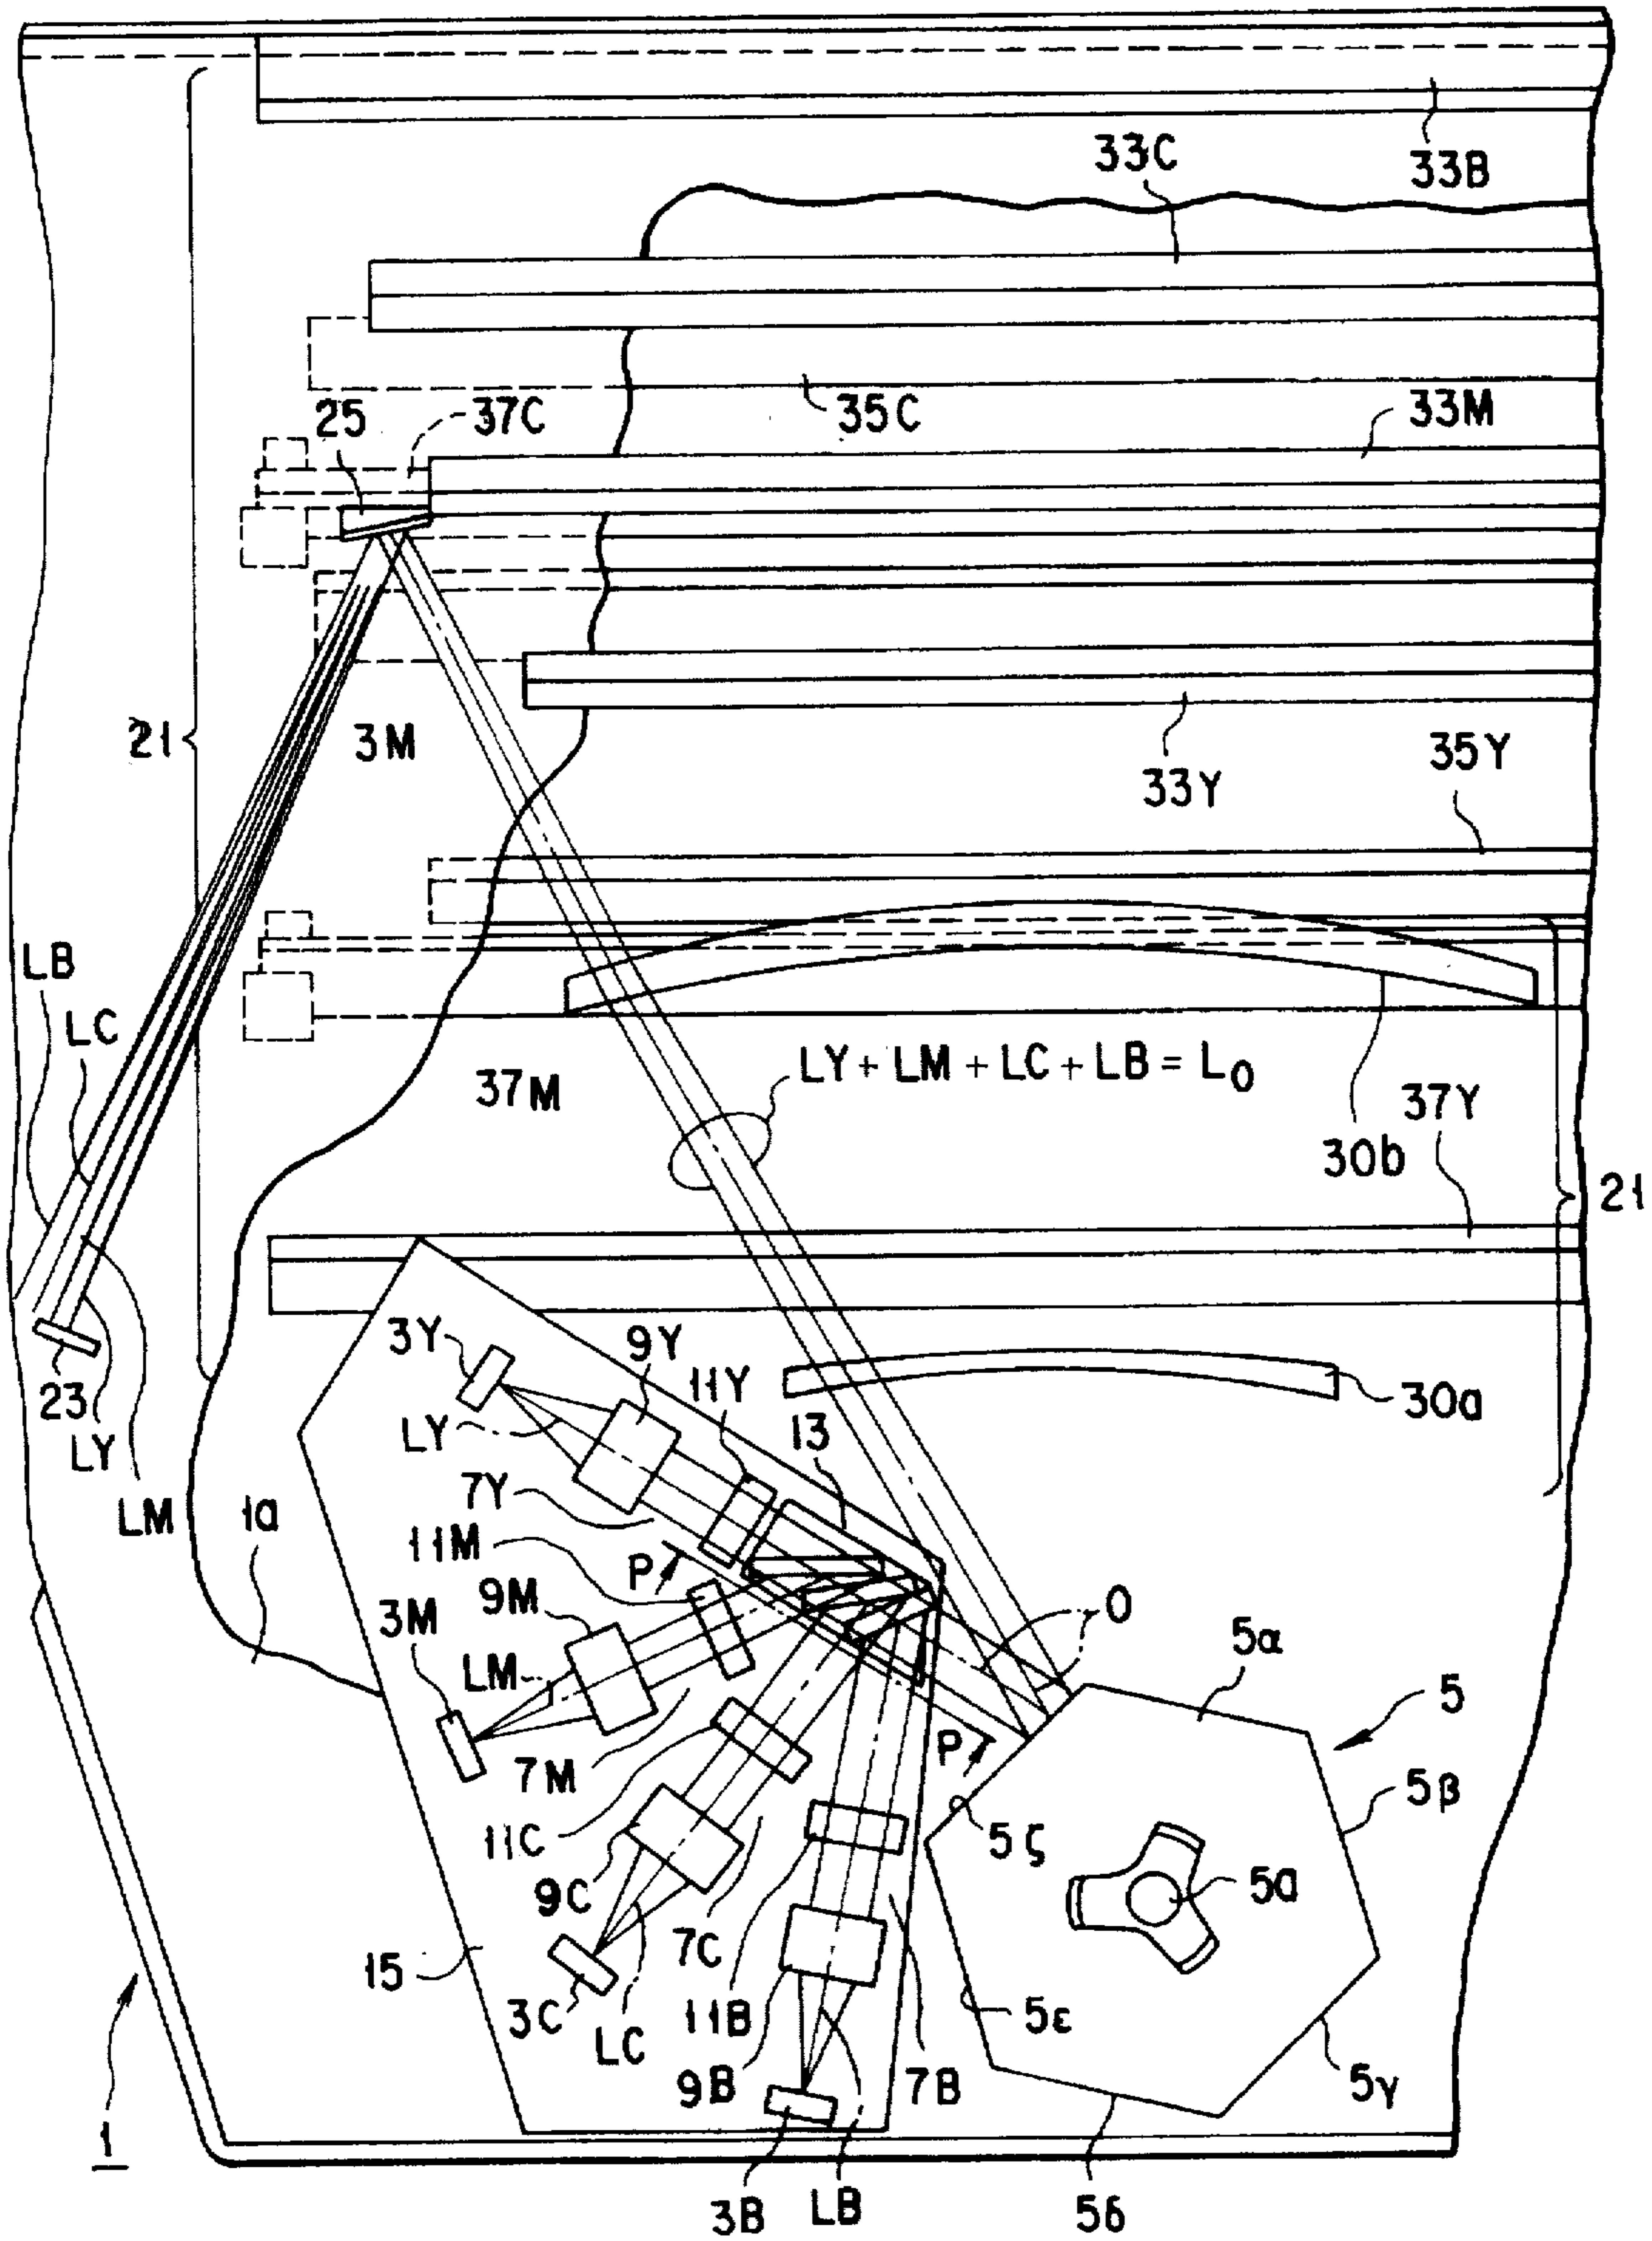 33C
33B
35C
33M
25
37C
21
3M
33Y
35Y
LB
LC
LY + LM + LC + LB = L0
37M
37Y
30b
21
3Y
9Y
11Y
30a
23
LY
LY
13
LM
1a
7Y
11M
P
9M
3M
LM
O
5α
5
7M
P
5β
11C
5ζ
9C
5a
15
7C
3C
11B
5ε
LC
9B
7B
5γ
1
3B
LB
5δ